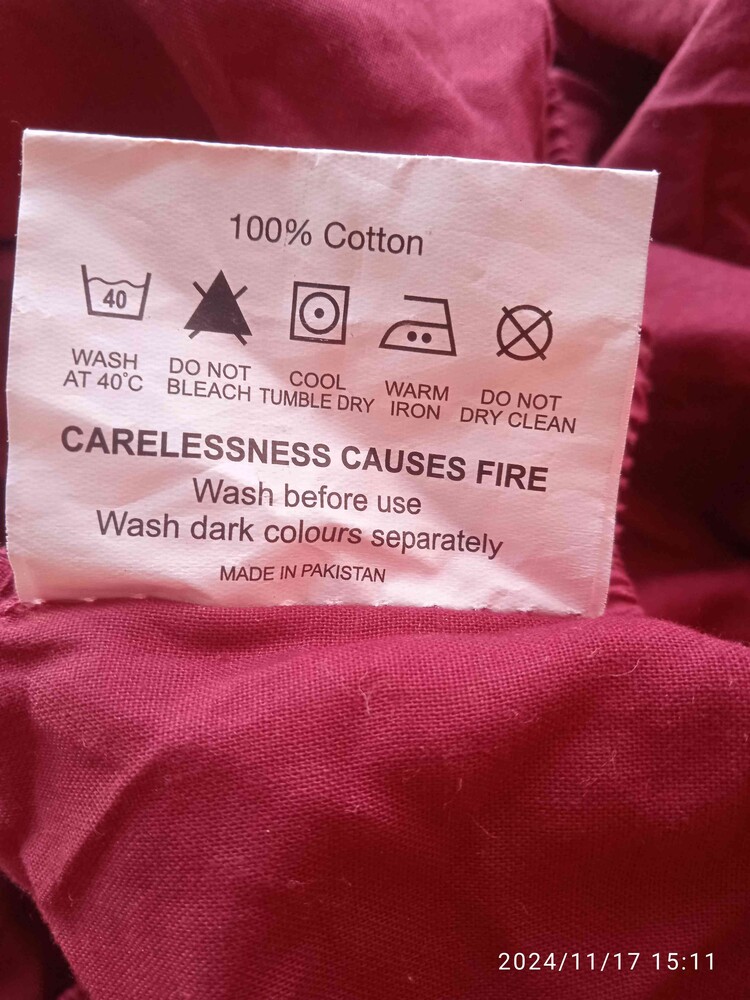 100% Cotton
40
WASH AT 40°C
DO NOT BLEACH
COOL TUMBLE DRY
WARM IRON
DO NOT DRY CLEAN
CARELESSNESS CAUSES FIRE
Wash before use
Wash dark colours separately
MADE IN PAKISTAN
2024/11/17 15:11